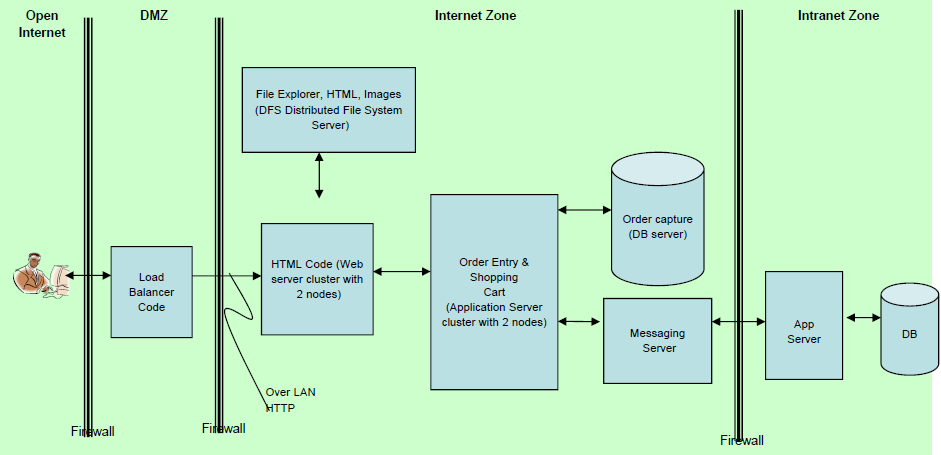 Open
Internet
DMZ
Internet Zone
Intranet Zone
File Explorer, HTML, Images
(DFS Distributed File System
Server)
Order capture
(DB server)
Load
Balancer
Code
HTML Code (Web
server cluster with
2 nodes)
Order Entry &
Shopping
Cart
(Application Server
cluster with 2 nodes)
Messaging
Server
App
Server
DB
Over LAN
HTTP
Firewall
Firewall
Firewall